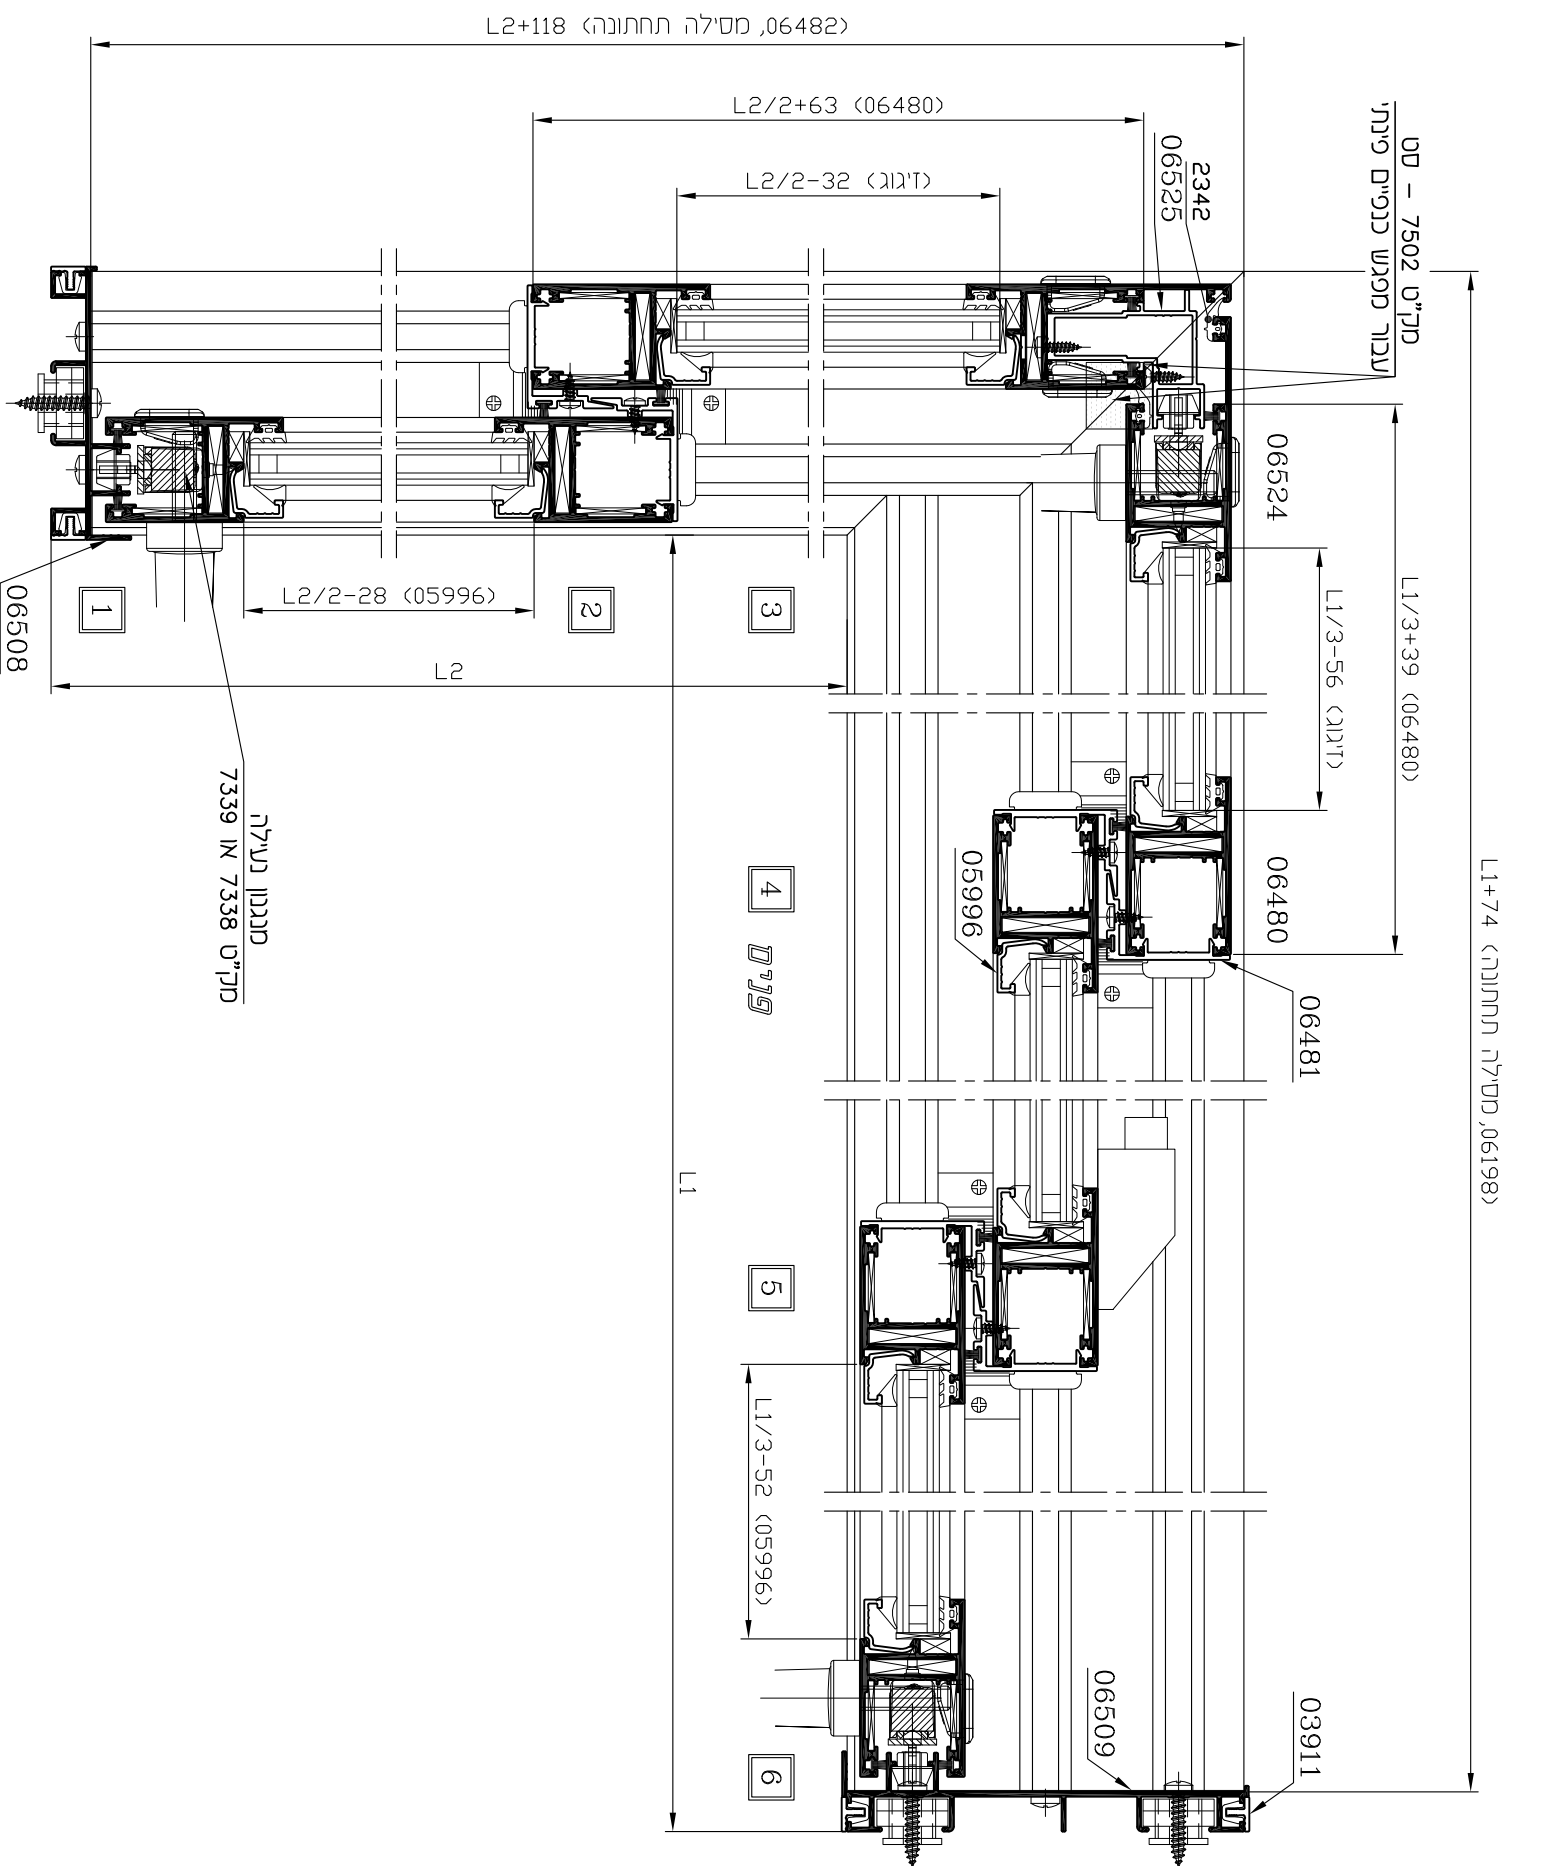 L2+118 (06482, מסילה תחתונה)
L2/2+63 (06480)
L2/2-32 (זיגוג)
מק"ט 7502 - סט
עבור מפגש כנפיים פינתי
2342
06525
06524
L1/3-56 (זיגוג)
L1/3+39 (06480)
L1+74 (06198, מסילה תחתונה)
06480
06481
05996
L2/2-28 (05996)
L2
06508
1
2
3
4
פנים
5
6
מנגנון נעילה
מק"ט 7338 או 7339
L1
L1/3-52 (05996)
06509
03911